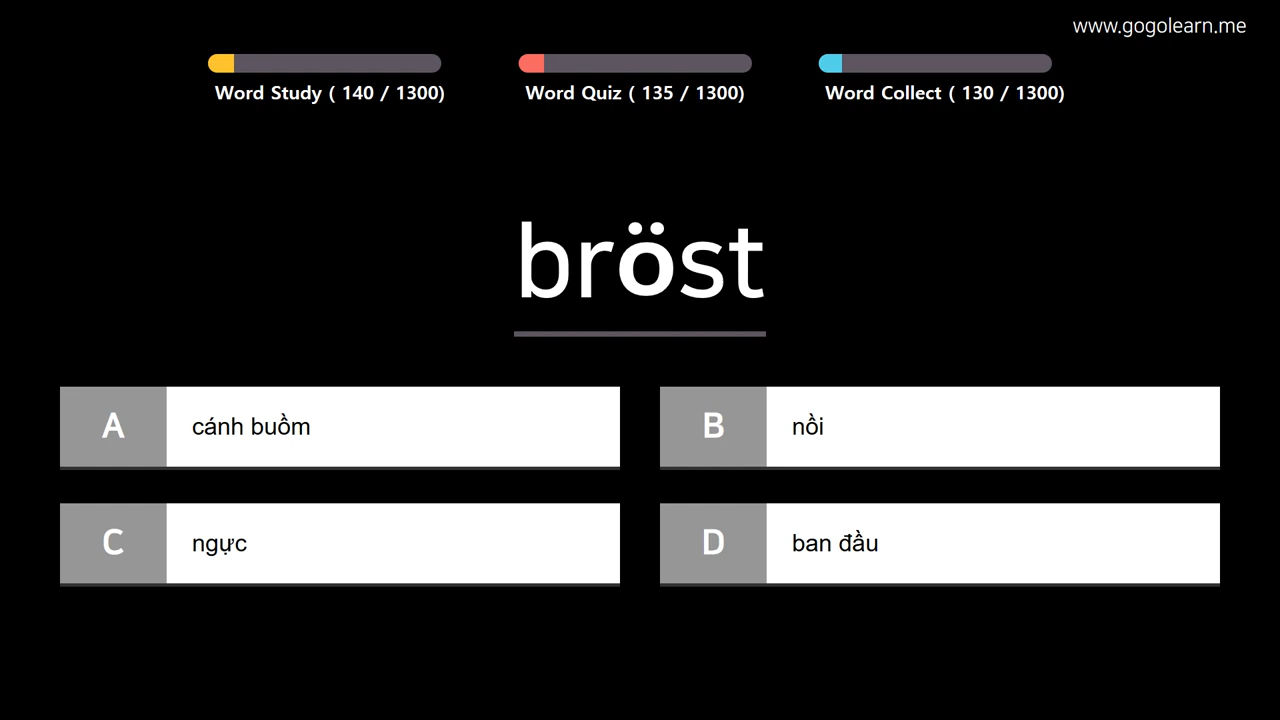 www.gogolearn.me
Word Study ( 140 / 1300)
Word Quiz ( 135 / 1300)
Word Collect ( 130 / 1300)
bröst
A
cánh buồm
B
nồi
C
ngực
D
ban đầu